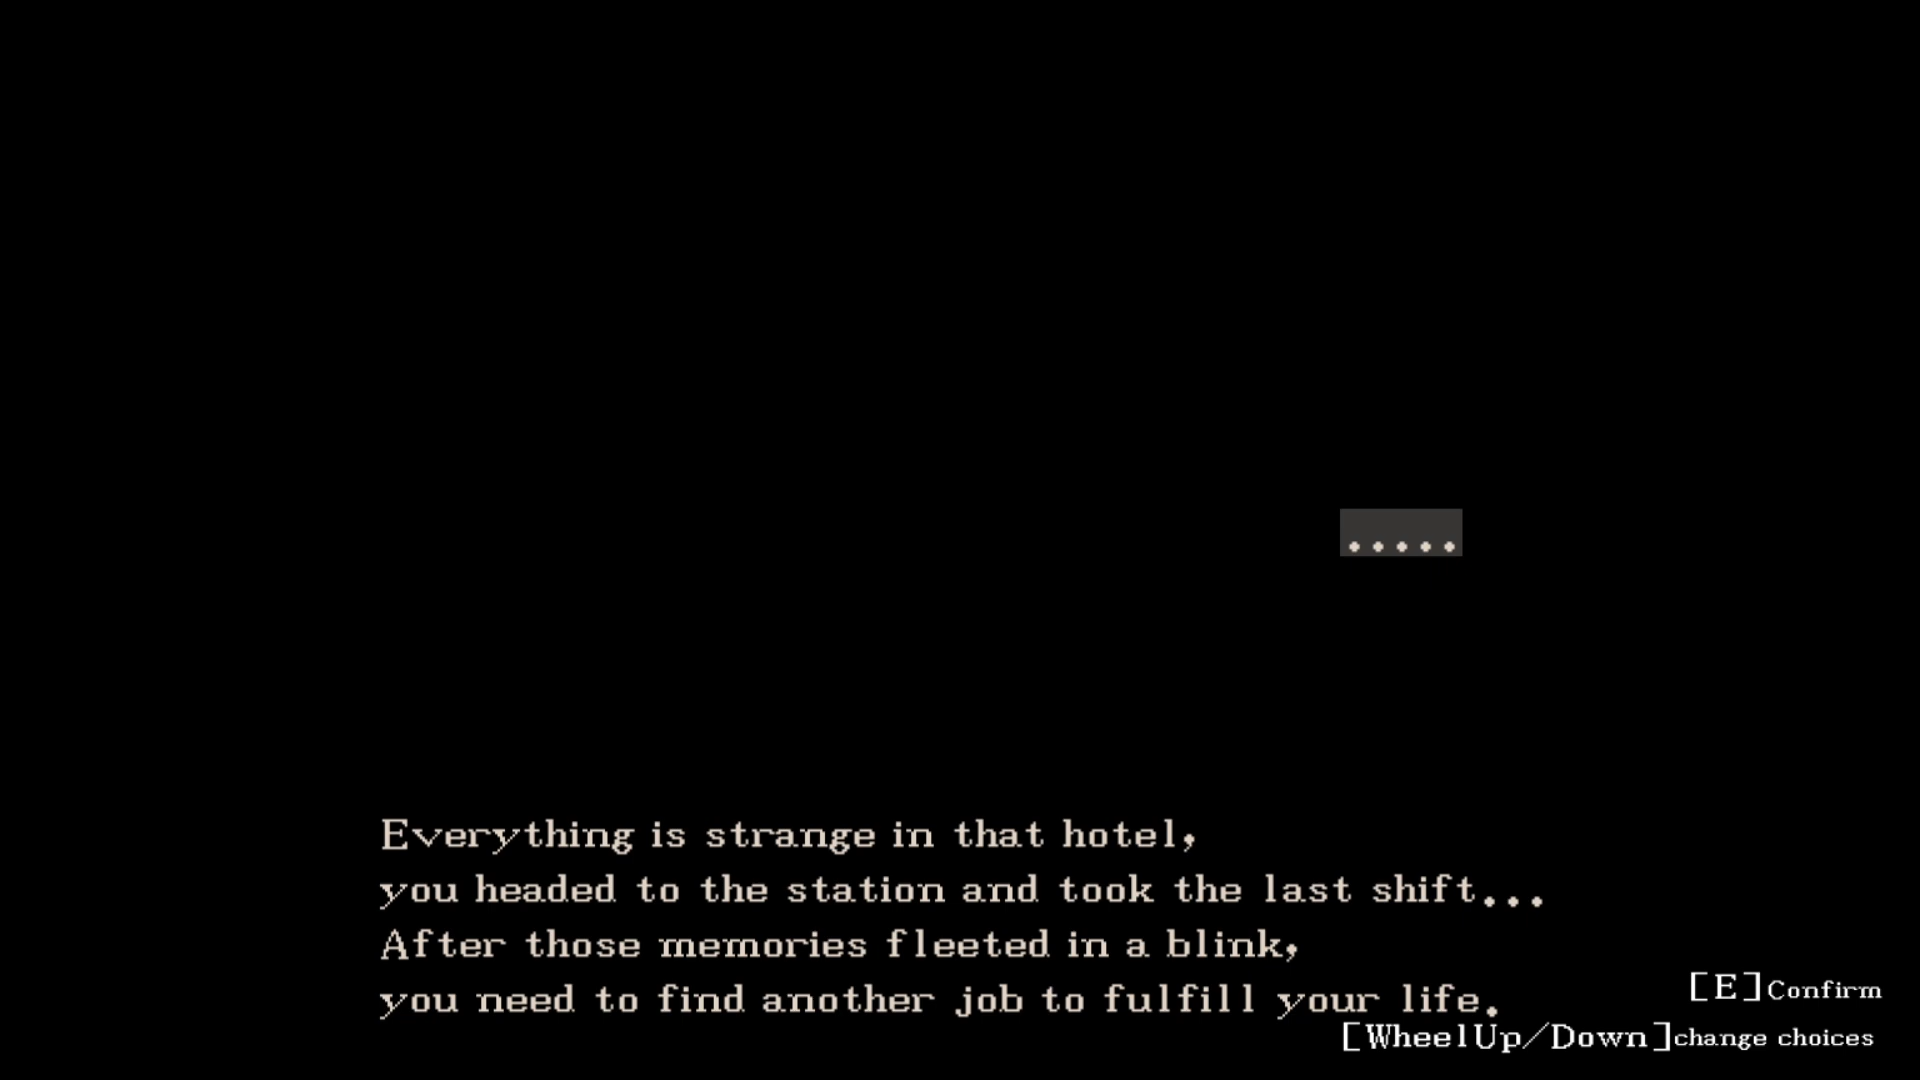 .....
Everything is strange in that hotel,
you headed to the station and took the last shift...
After those memories fleeted in a blink,
you need to find another job to fulfill your life.
[E]Confirm
[WheelUp/Down]change choices